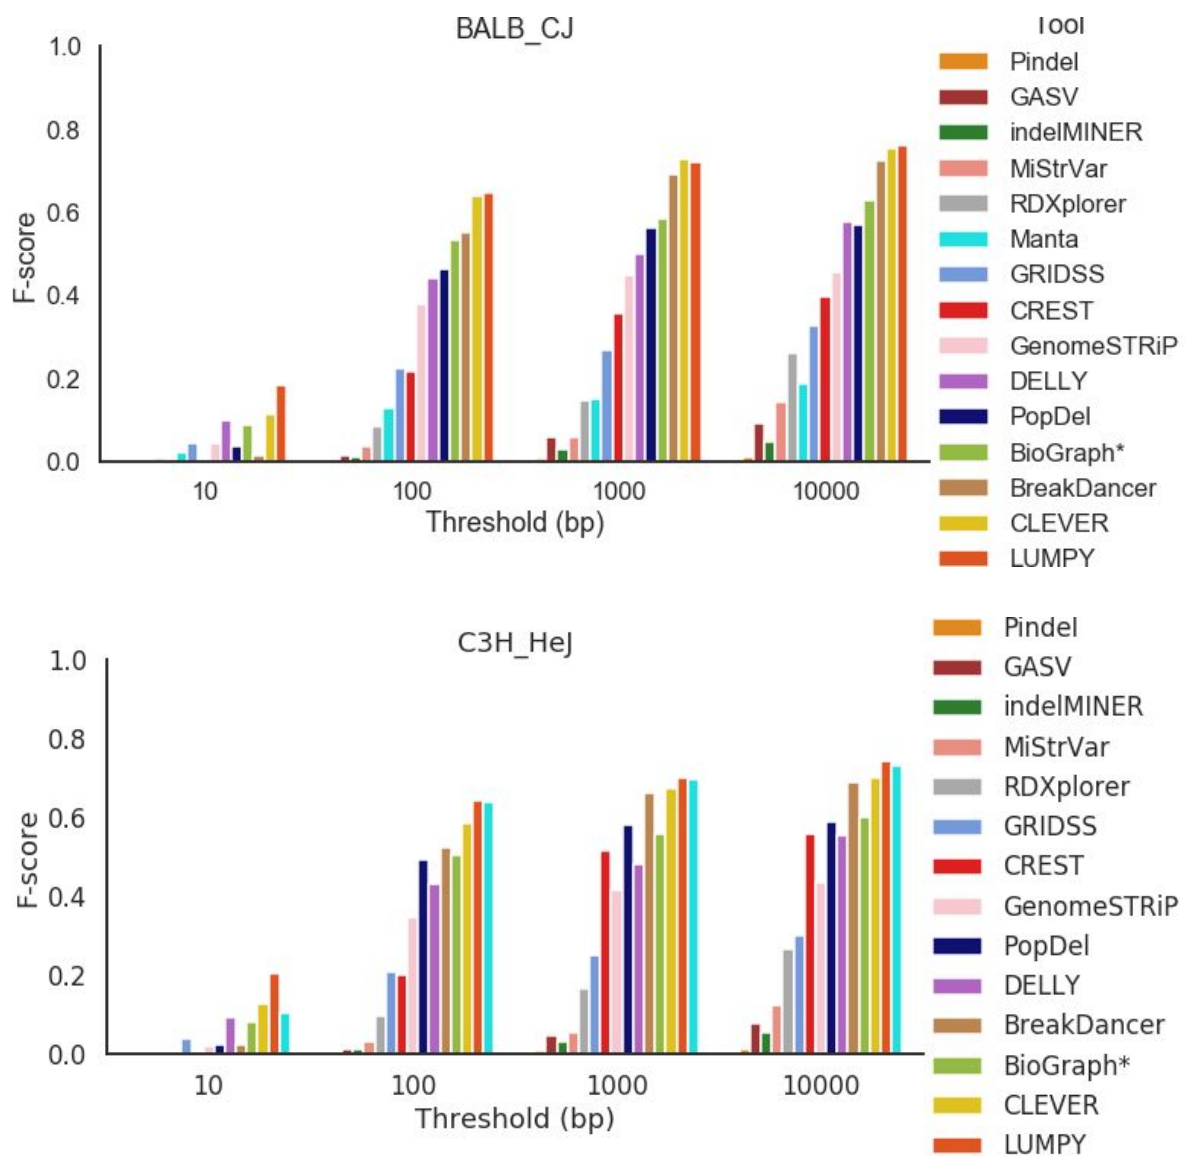 BALB_CJ
Tool
1.0
0.8
0.6
0.4
0.2
0.0
F-score
10
100
1000
10000
Threshold (bp)
Pindel
GASV
indelMINER
MiStrVar
RDXplorer
Manta
GRIDSS
CREST
GenomeSTRiP
DELLY
PopDel
BioGraph*
BreakDancer
CLEVER
LUMPY
C3H_HeJ
1.0
0.8
0.6
0.4
0.2
0.0
F-score
10
100
1000
10000
Threshold (bp)
Pindel
GASV
indelMINER
MiStrVar
RDXplorer
GRIDSS
CREST
GenomeSTRiP
PopDel
DELLY
BreakDancer
BioGraph*
CLEVER
LUMPY